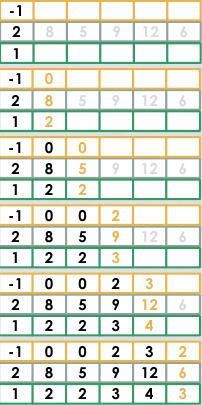 -1
2 8 5 9 12 6
1
-1 0
2 8 5 9 12 6
1 2
-1 0 0
2 8 5 9 12 6
1 2 2
-1 0 0 2
2 8 5 9 12 6
1 2 2 3
-1 0 0 2 3
2 8 5 9 12 6
1 2 2 3 4
-1 0 0 2 3 2
2 8 5 9 12 6
1 2 2 3 4 3